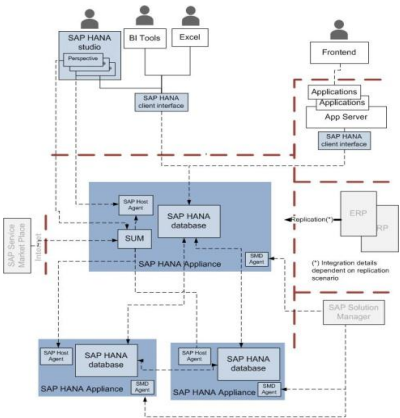 SAP HANA
studio
Perspective
BI Tools
Excel
SAP HANA
client interface
Frontend
Applications
Applications
App Server
SAP HANA
client interface
SAP Host
Agent
SAP HANA
database
SUM
SMD
Agent
SAP HANA Appliance
SAP Service
Market Place
Internet
replication(*)
ERP
RP
(*) Integration details
dependent on replication
scenario
SAP Solution
Manager
SAP Host
Agent
SAP HANA
database
SMD
Agent
SAP HANA Appliance
SAP Host
Agent
SAP HANA
database
SMD
Agent
SAP HANA Appliance